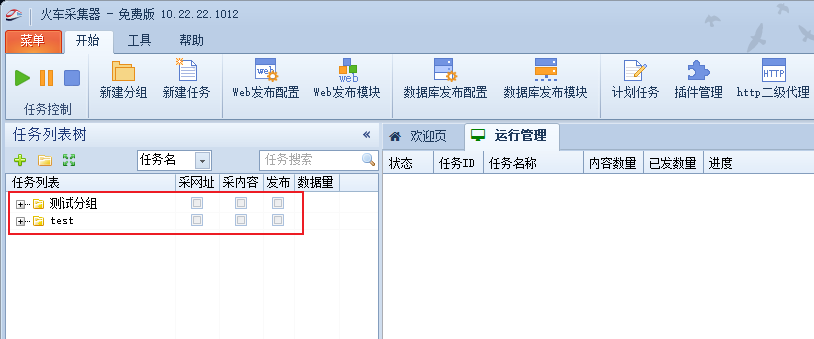 火车采集器 - 免费版 10.22.22.1012
菜单 开始 工具 帮助
新建分组 新建任务 Web发布配置 Web发布模块 数据库发布配置 数据库发布模块 计划任务 插件管理 http二级代理
任务控制
任务列表树 « 欢迎页 运行管理
任务名 任务搜索 状态 任务ID 任务名称 内容数量 已发数量 进度
任务列表 采网址 采内容 发布 数据量
测试分组
test
web
HTTP